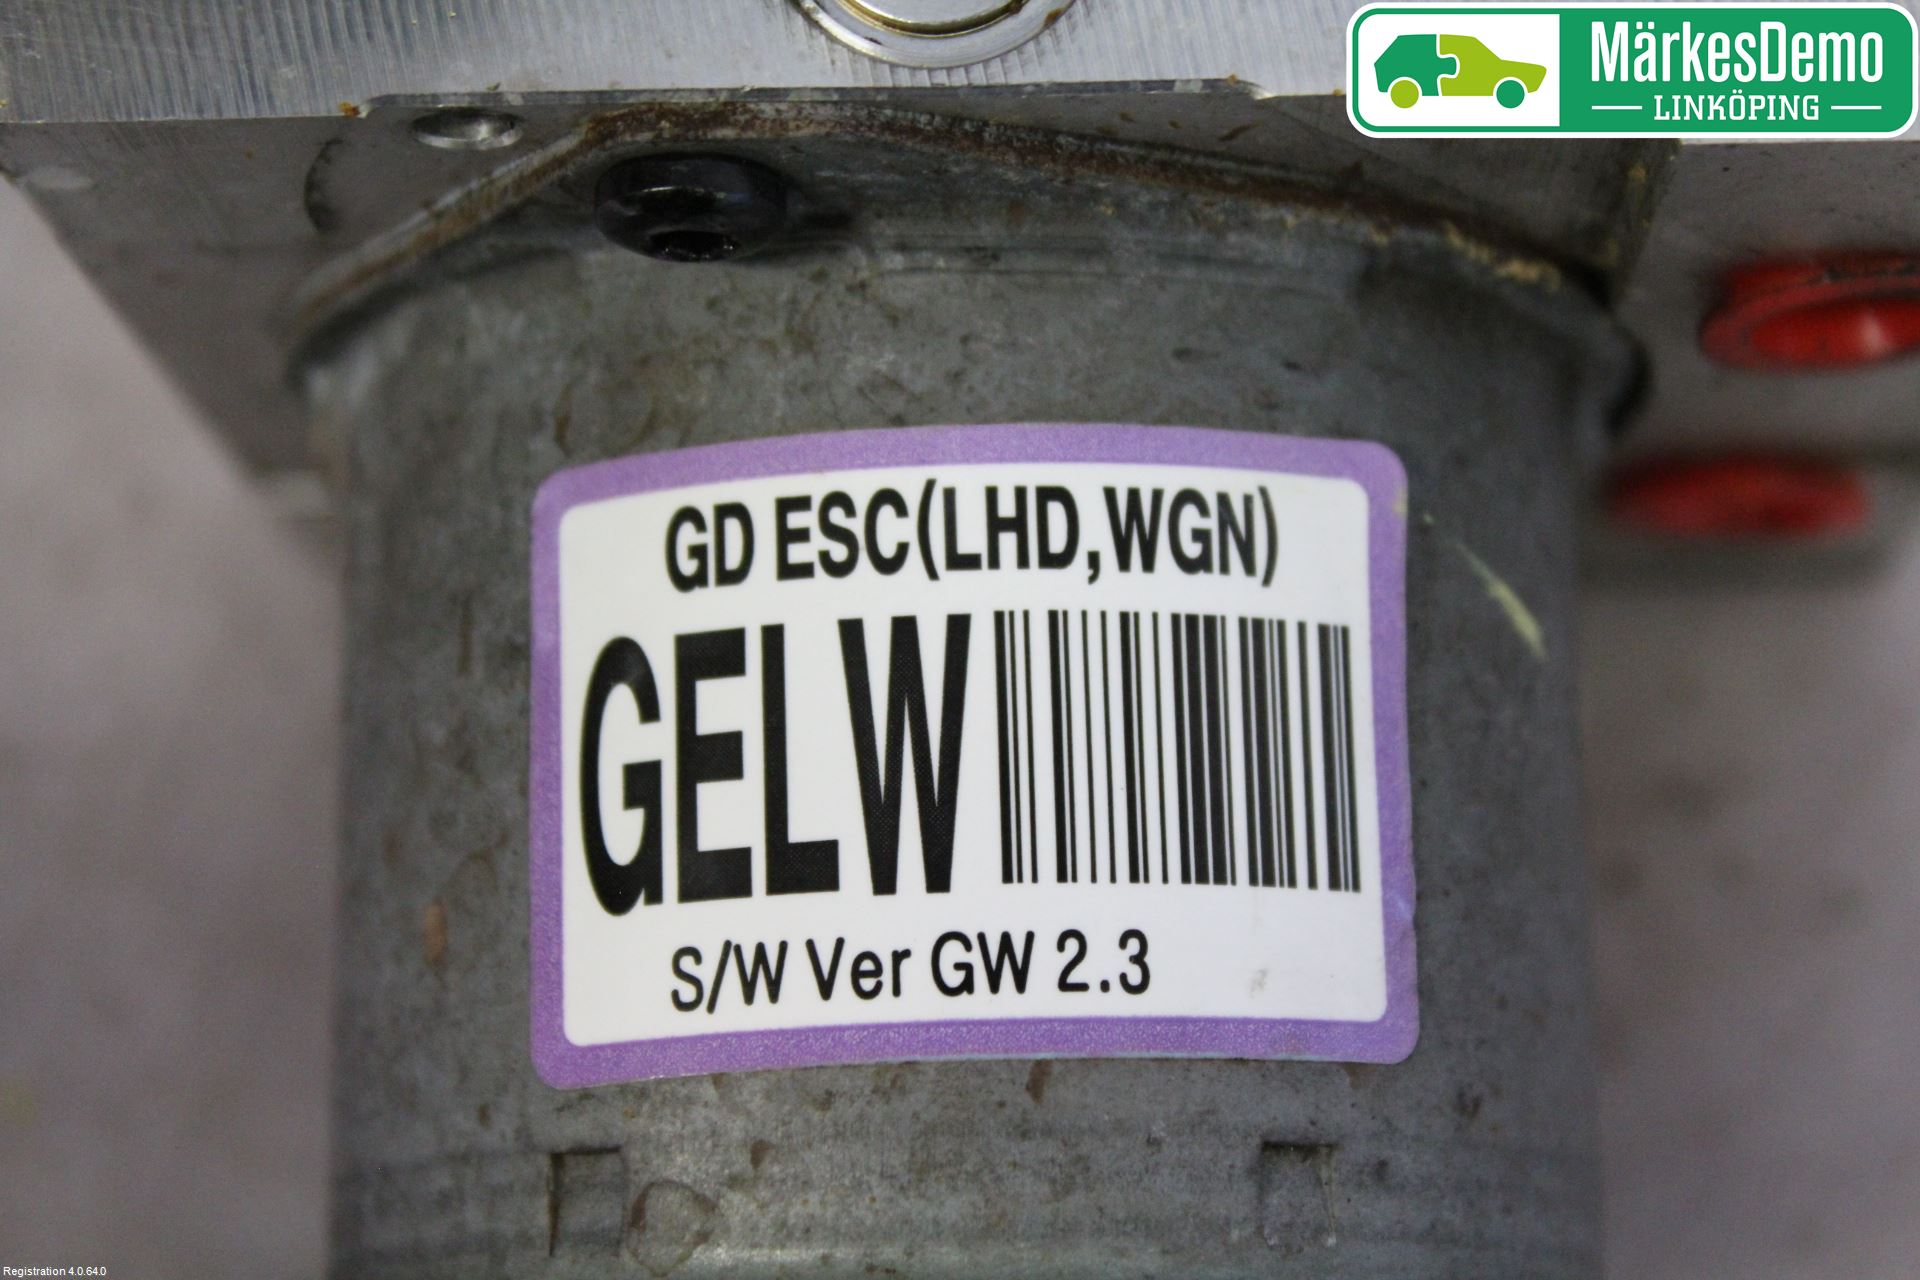 MärkesDemo
LINKÖPING
GD ESC(LHD,WGN)
GELW
S/W Ver GW 2.3
Registration 4.0.64.0